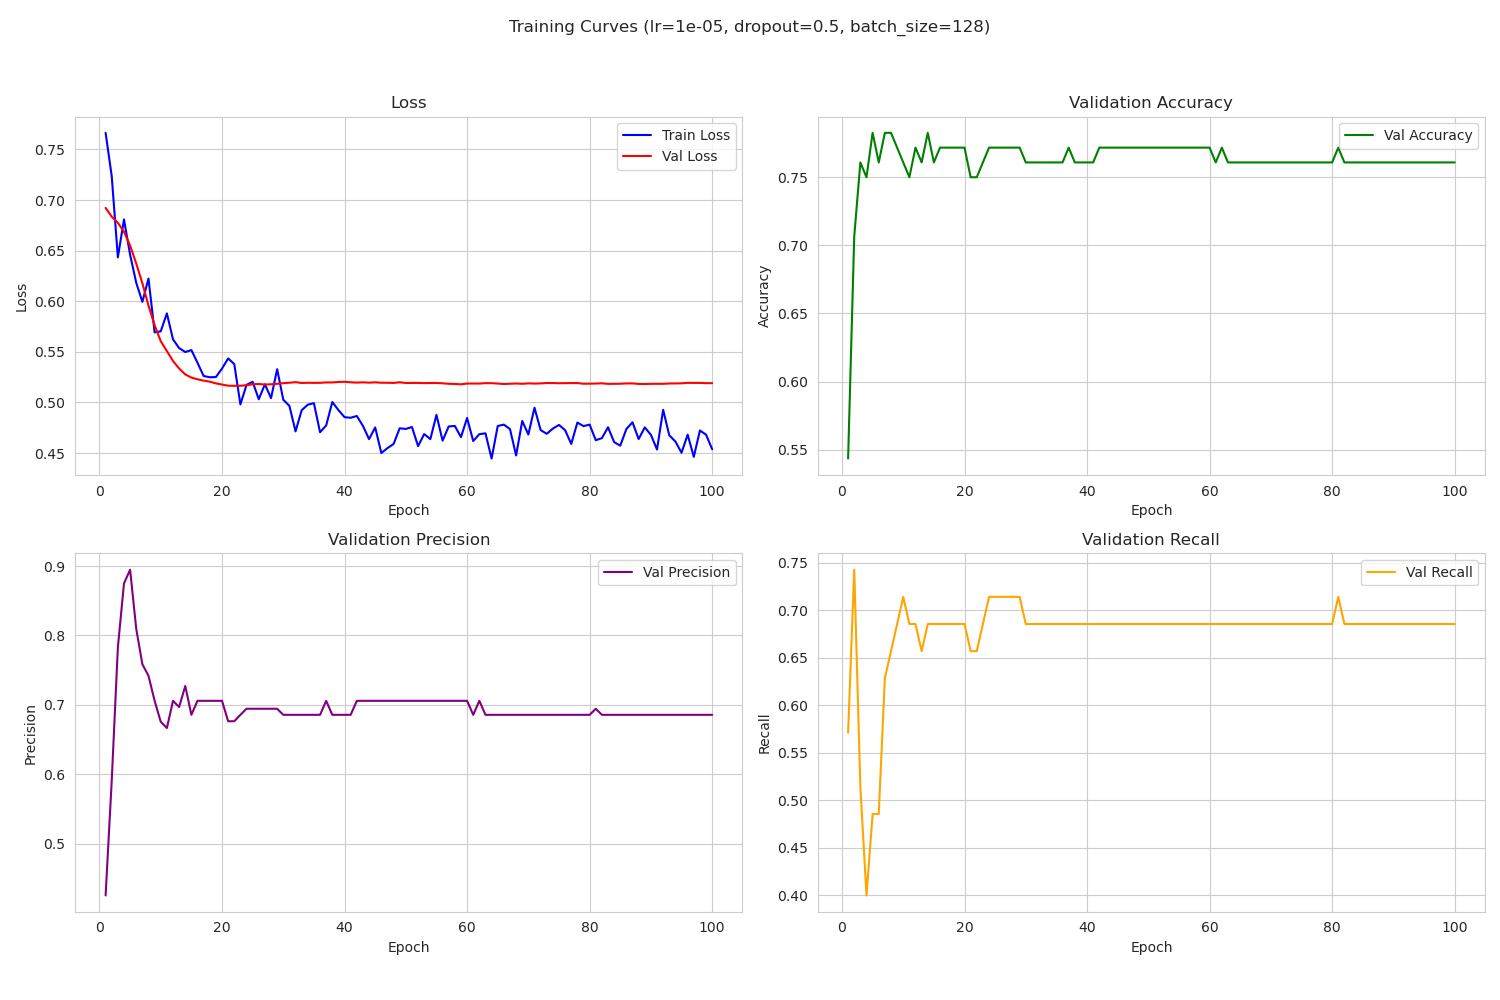 Training Curves (lr=1e-05, dropout=0.5, batch_size=128)
Loss
Train Loss
Val Loss
0.75
0.70
0.65
0.60
0.55
0.50
0.45
Loss
0 20 40 60 80 100
Epoch
Validation Accuracy
Val Accuracy
0.75
0.70
0.65
0.60
0.55
Accuracy
0 20 40 60 80 100
Epoch
Validation Precision
Val Precision
0.9
0.8
0.7
0.6
0.5
Precision
0 20 40 60 80 100
Epoch
Validation Recall
Val Recall
0.75
0.70
0.65
0.60
0.55
0.50
0.45
0.40
Recall
0 20 40 60 80 100
Epoch